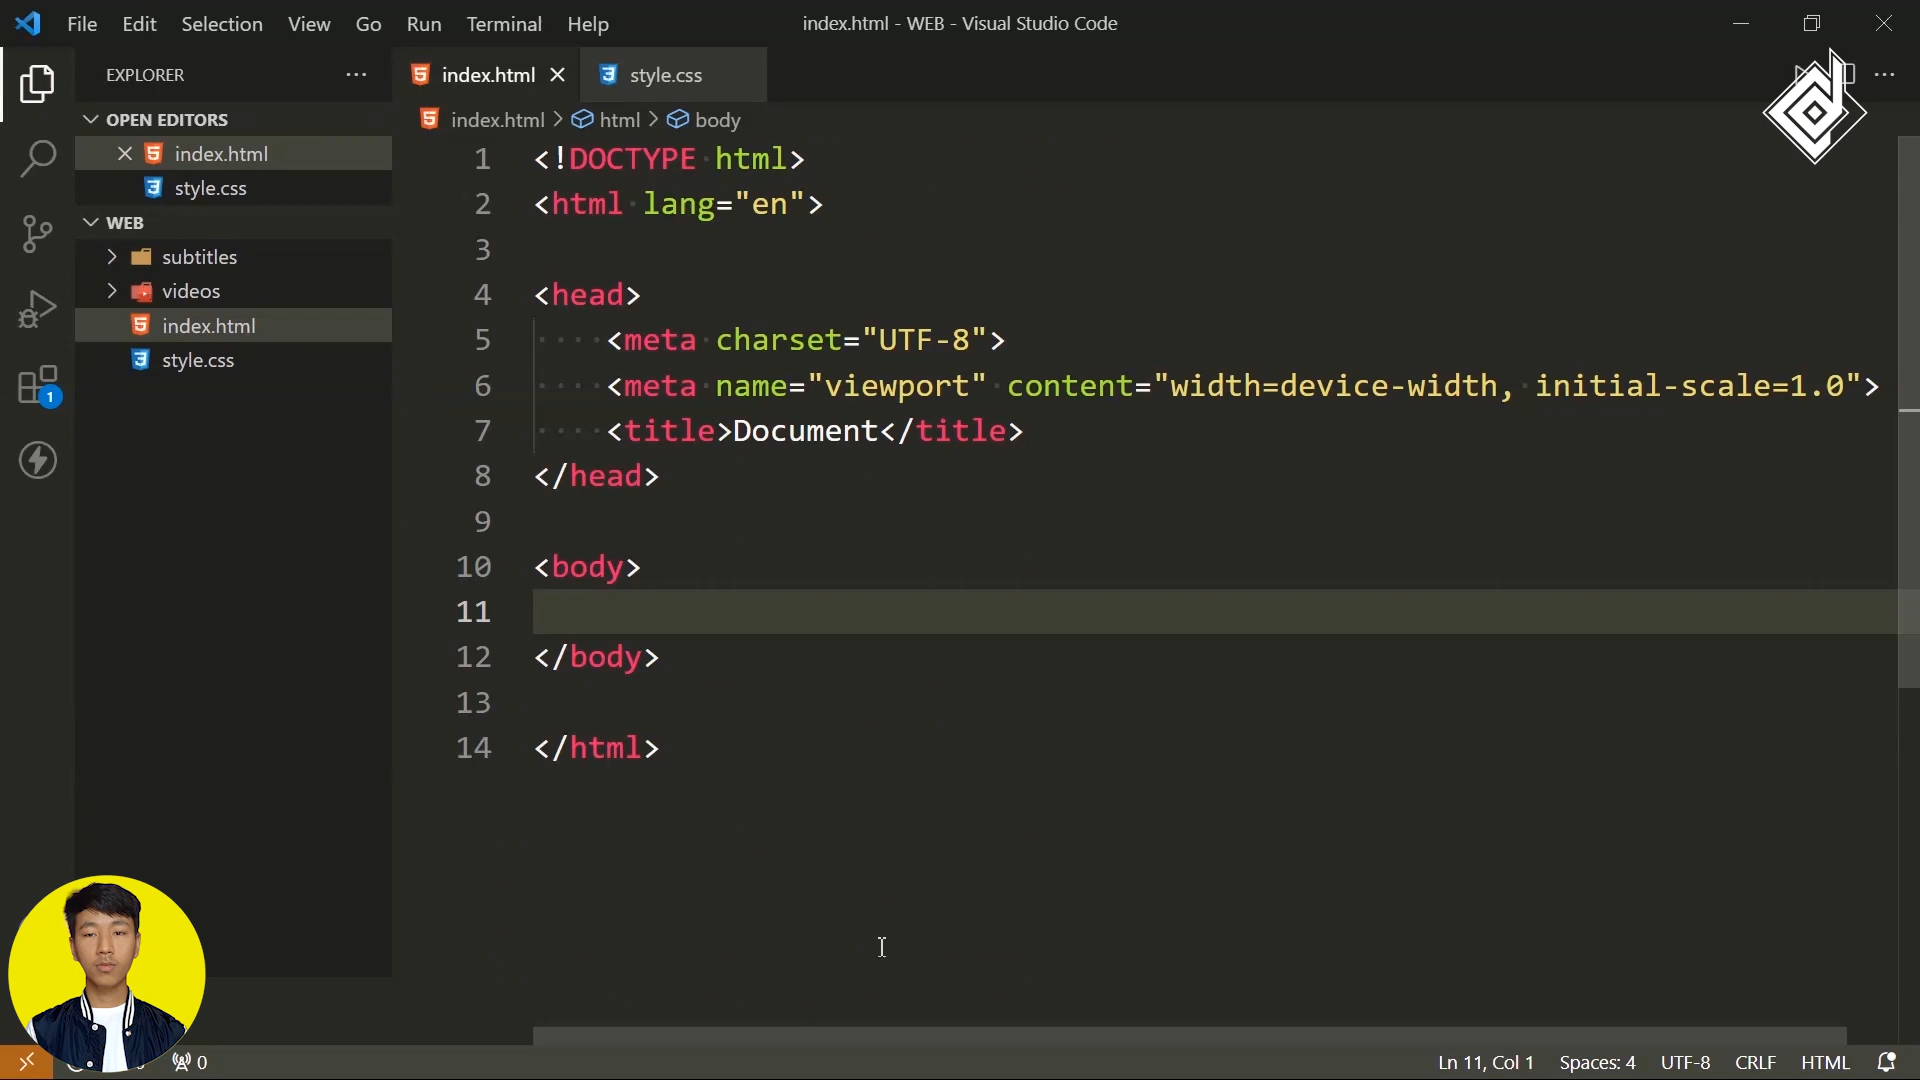 File Edit Selection View Go Run Terminal Help
index.html - WEB - Visual Studio Code
EXPLORER
OPEN EDITORS
index.html
style.css
WEB
subtitles
videos
index.html
style.css
1
index.html
style.css
index.html > html > body
1 <!DOCTYPE html>
2 <html lang="en">
3
4 <head>
5     <meta charset="UTF-8">
6     <meta name="viewport" content="width=device-width, initial-scale=1.0">
7     <title>Document</title>
8 </head>
9
10 <body>
11
12 </body>
13
14 </html>
0
Ln 11, Col 1 Spaces: 4 UTF-8 CRLF HTML